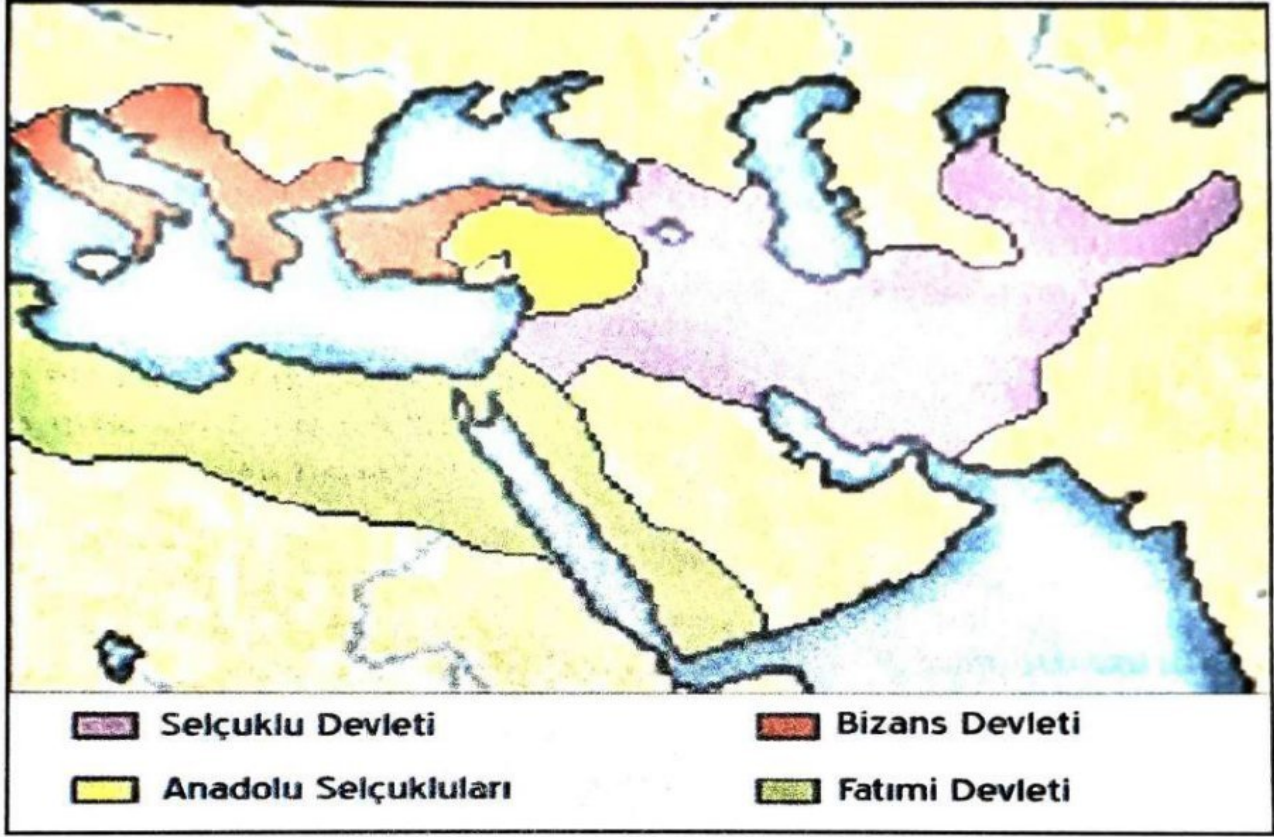 Selçuklu Devleti
Bizans Devleti
Anadolu Selçukluları
Fatımi Devleti